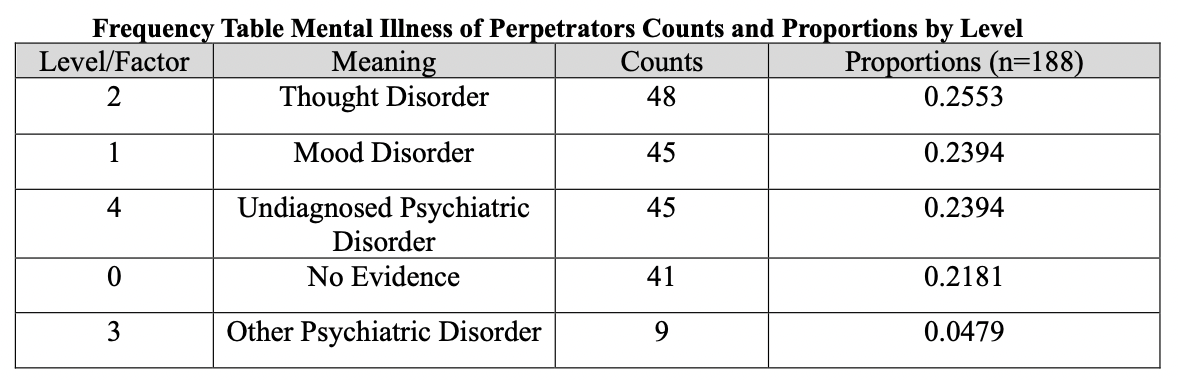 Frequency Table Mental Illness of Perpetrators Counts and Proportions by Level
Level/Factor Meaning Counts Proportions (n=188)
2 Thought Disorder 48 0.2553
1 Mood Disorder 45 0.2394
4 Undiagnosed Psychiatric 45 0.2394
Disorder
0 No Evidence 41 0.2181
3 Other Psychiatric Disorder 9 0.0479